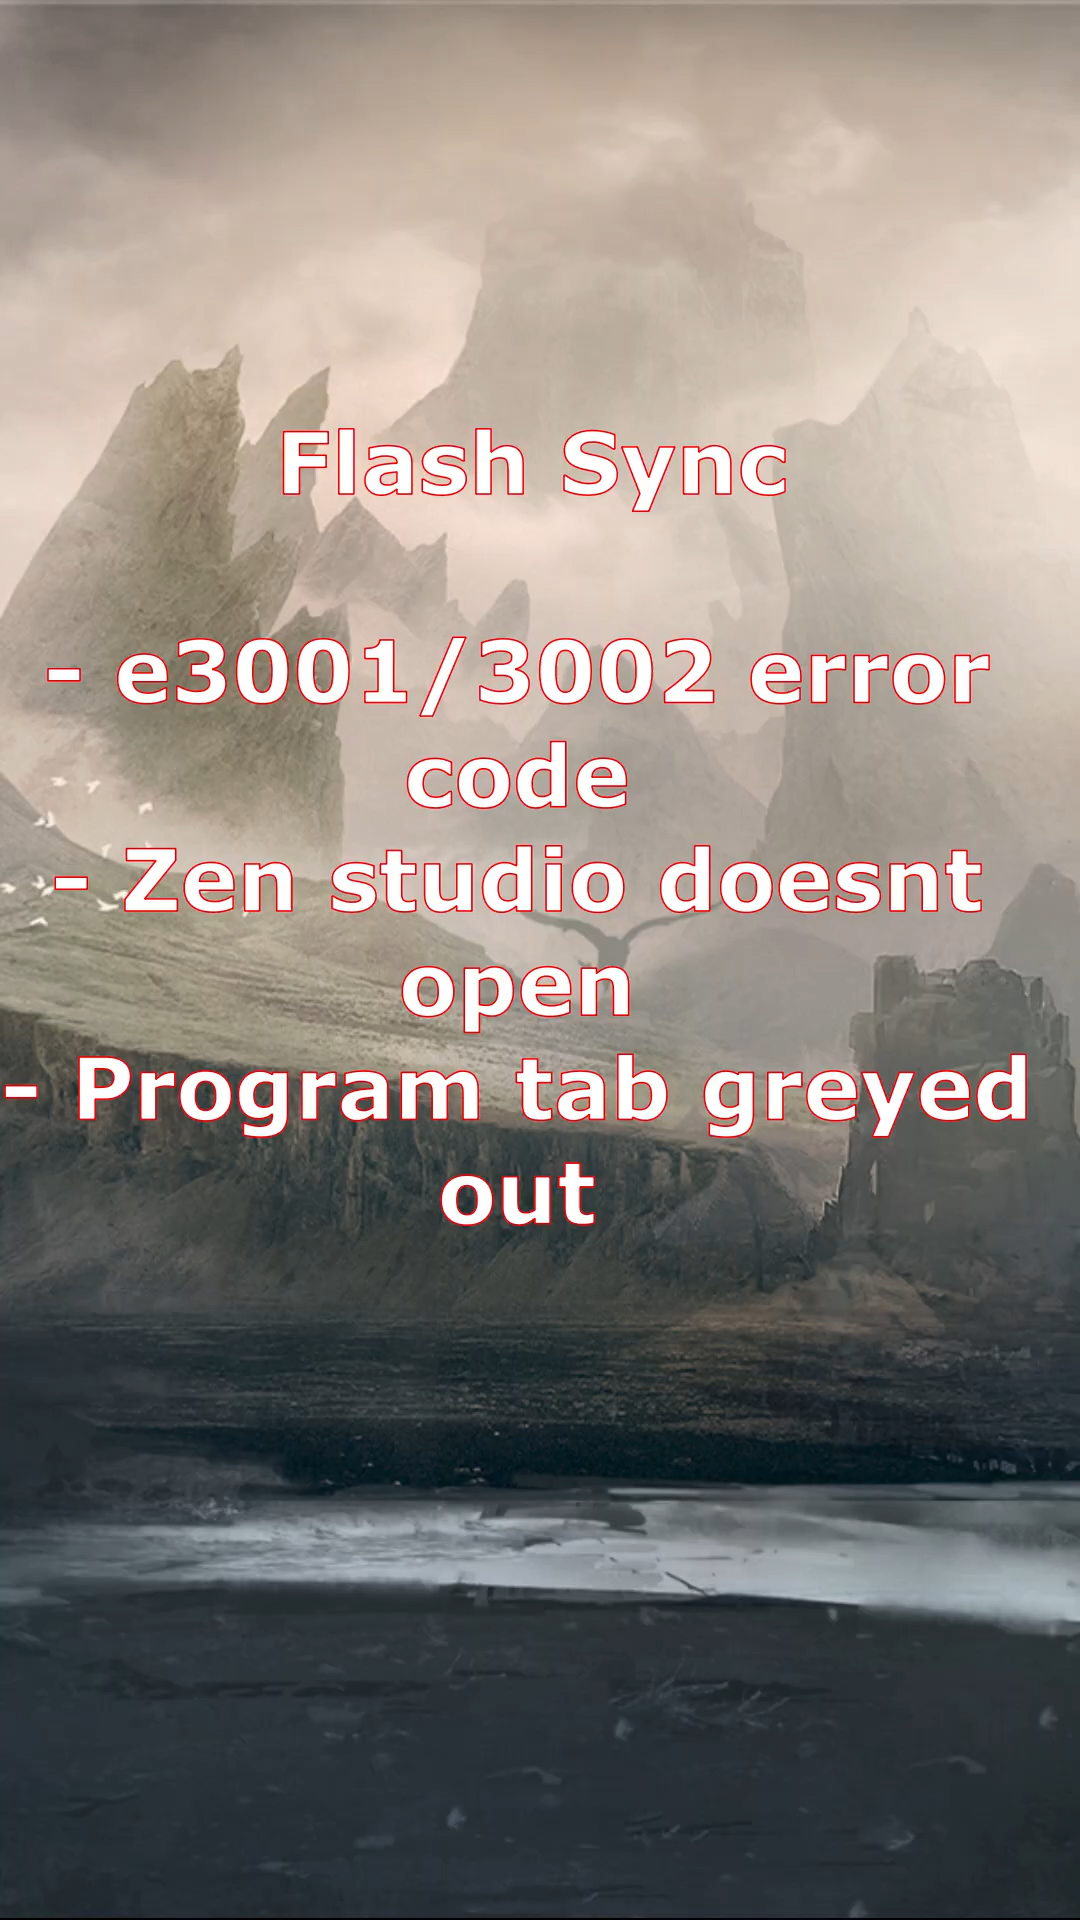 Flash Sync
- e3001/3002 error
code
- Zen studio doesnt
open
- Program tab greyed
out